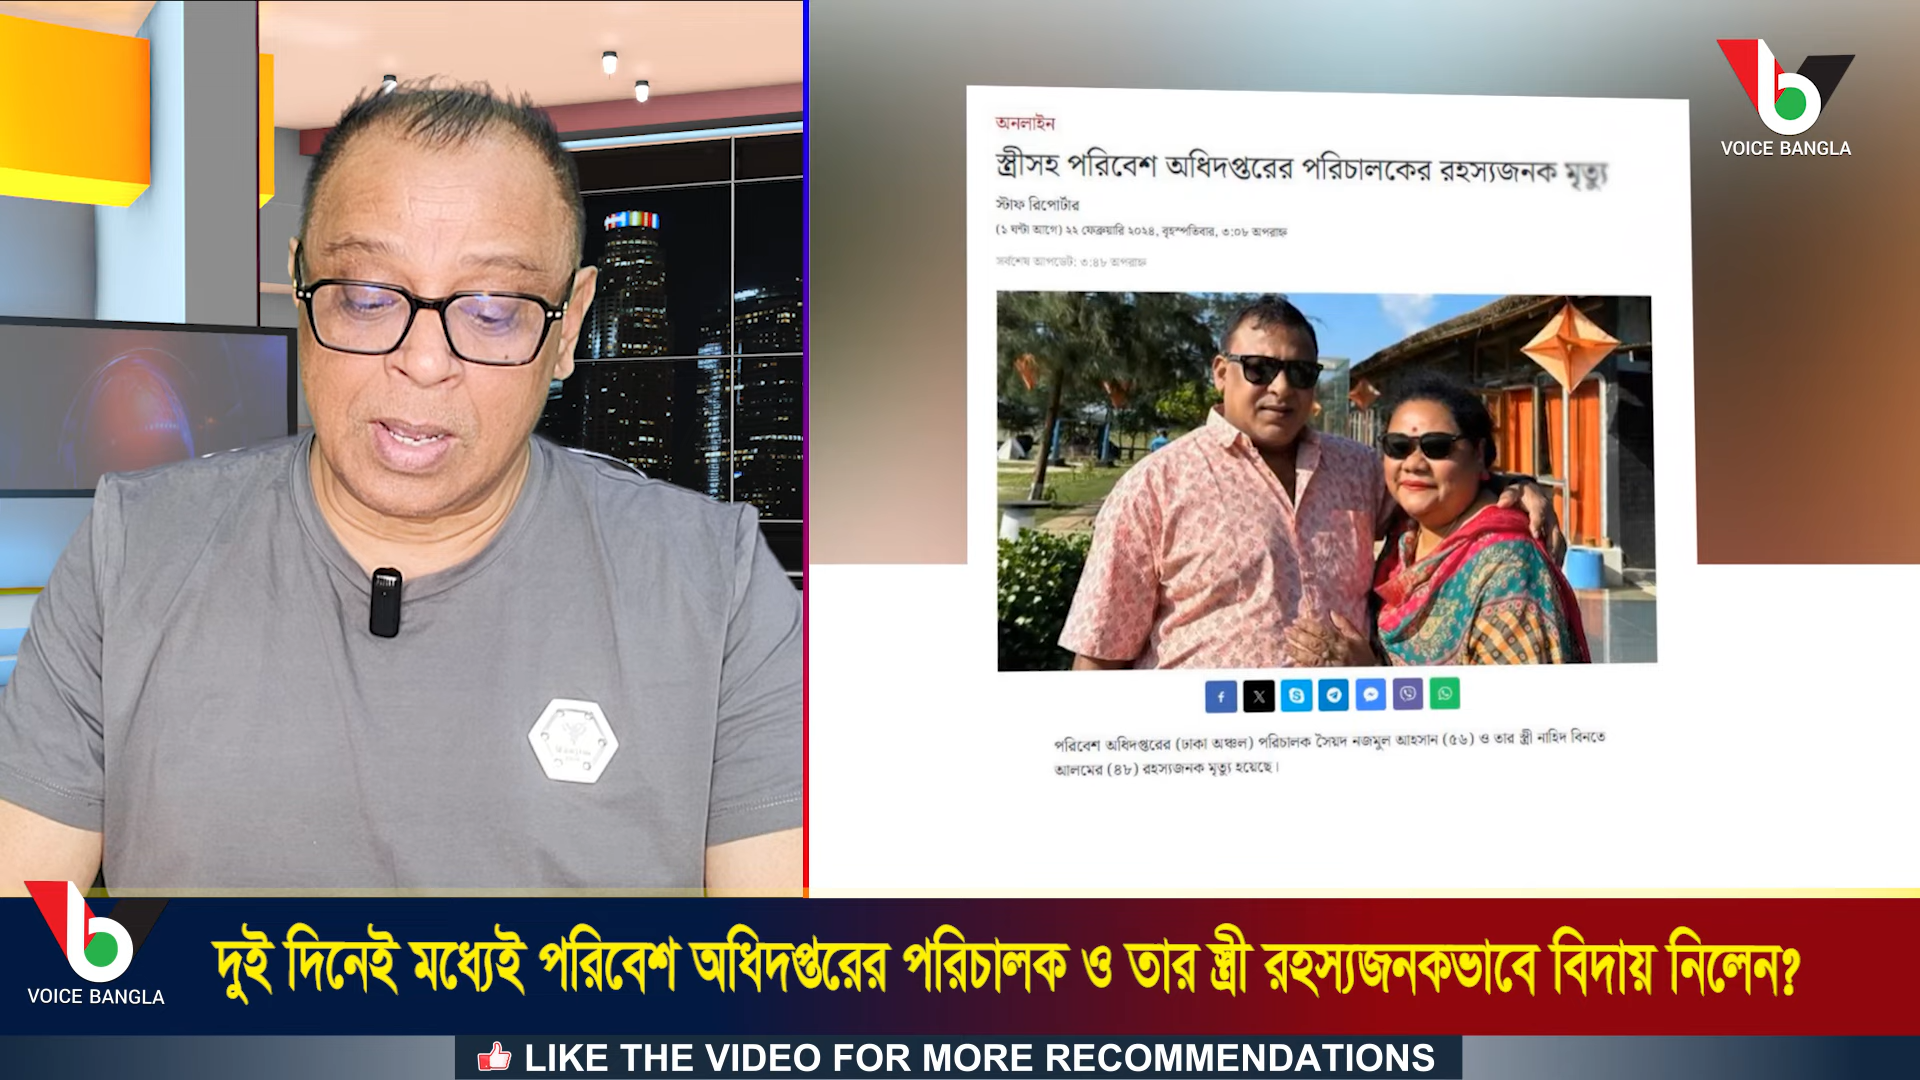 VOICE BANGLA
অনলাইন
স্ত্রীসহ পরিবেশ অধিদপ্তরের পরিচালকের রহস্যজনক মৃত্যু
স্টাফ রিপোর্টার
(১ ঘণ্টা আগে) ২২ ফেব্রুয়ারি ২০২৪, বৃহস্পতিবার, ৩:০৮ অপরাহ্ন
সর্বশেষ আপডেট: ৩:৪৮ অপরাহ্ন
পরিবেশ অধিদপ্তরের (ঢাকা অঞ্চল) পরিচালক সৈয়দ নজমুল আহসান (৫৬) ও তার স্ত্রী নাহিদ বিনতে
আলমের (৪৮) রহস্যজনক মৃত্যু হয়েছে।
VOICE BANGLA
দুই দিনেই মধ্যেই পরিবেশ অধিদপ্তরের পরিচালক ও তার স্ত্রী রহস্যজনকভাবে বিদায় নিলেন?
LIKE THE VIDEO FOR MORE RECOMMENDATIONS